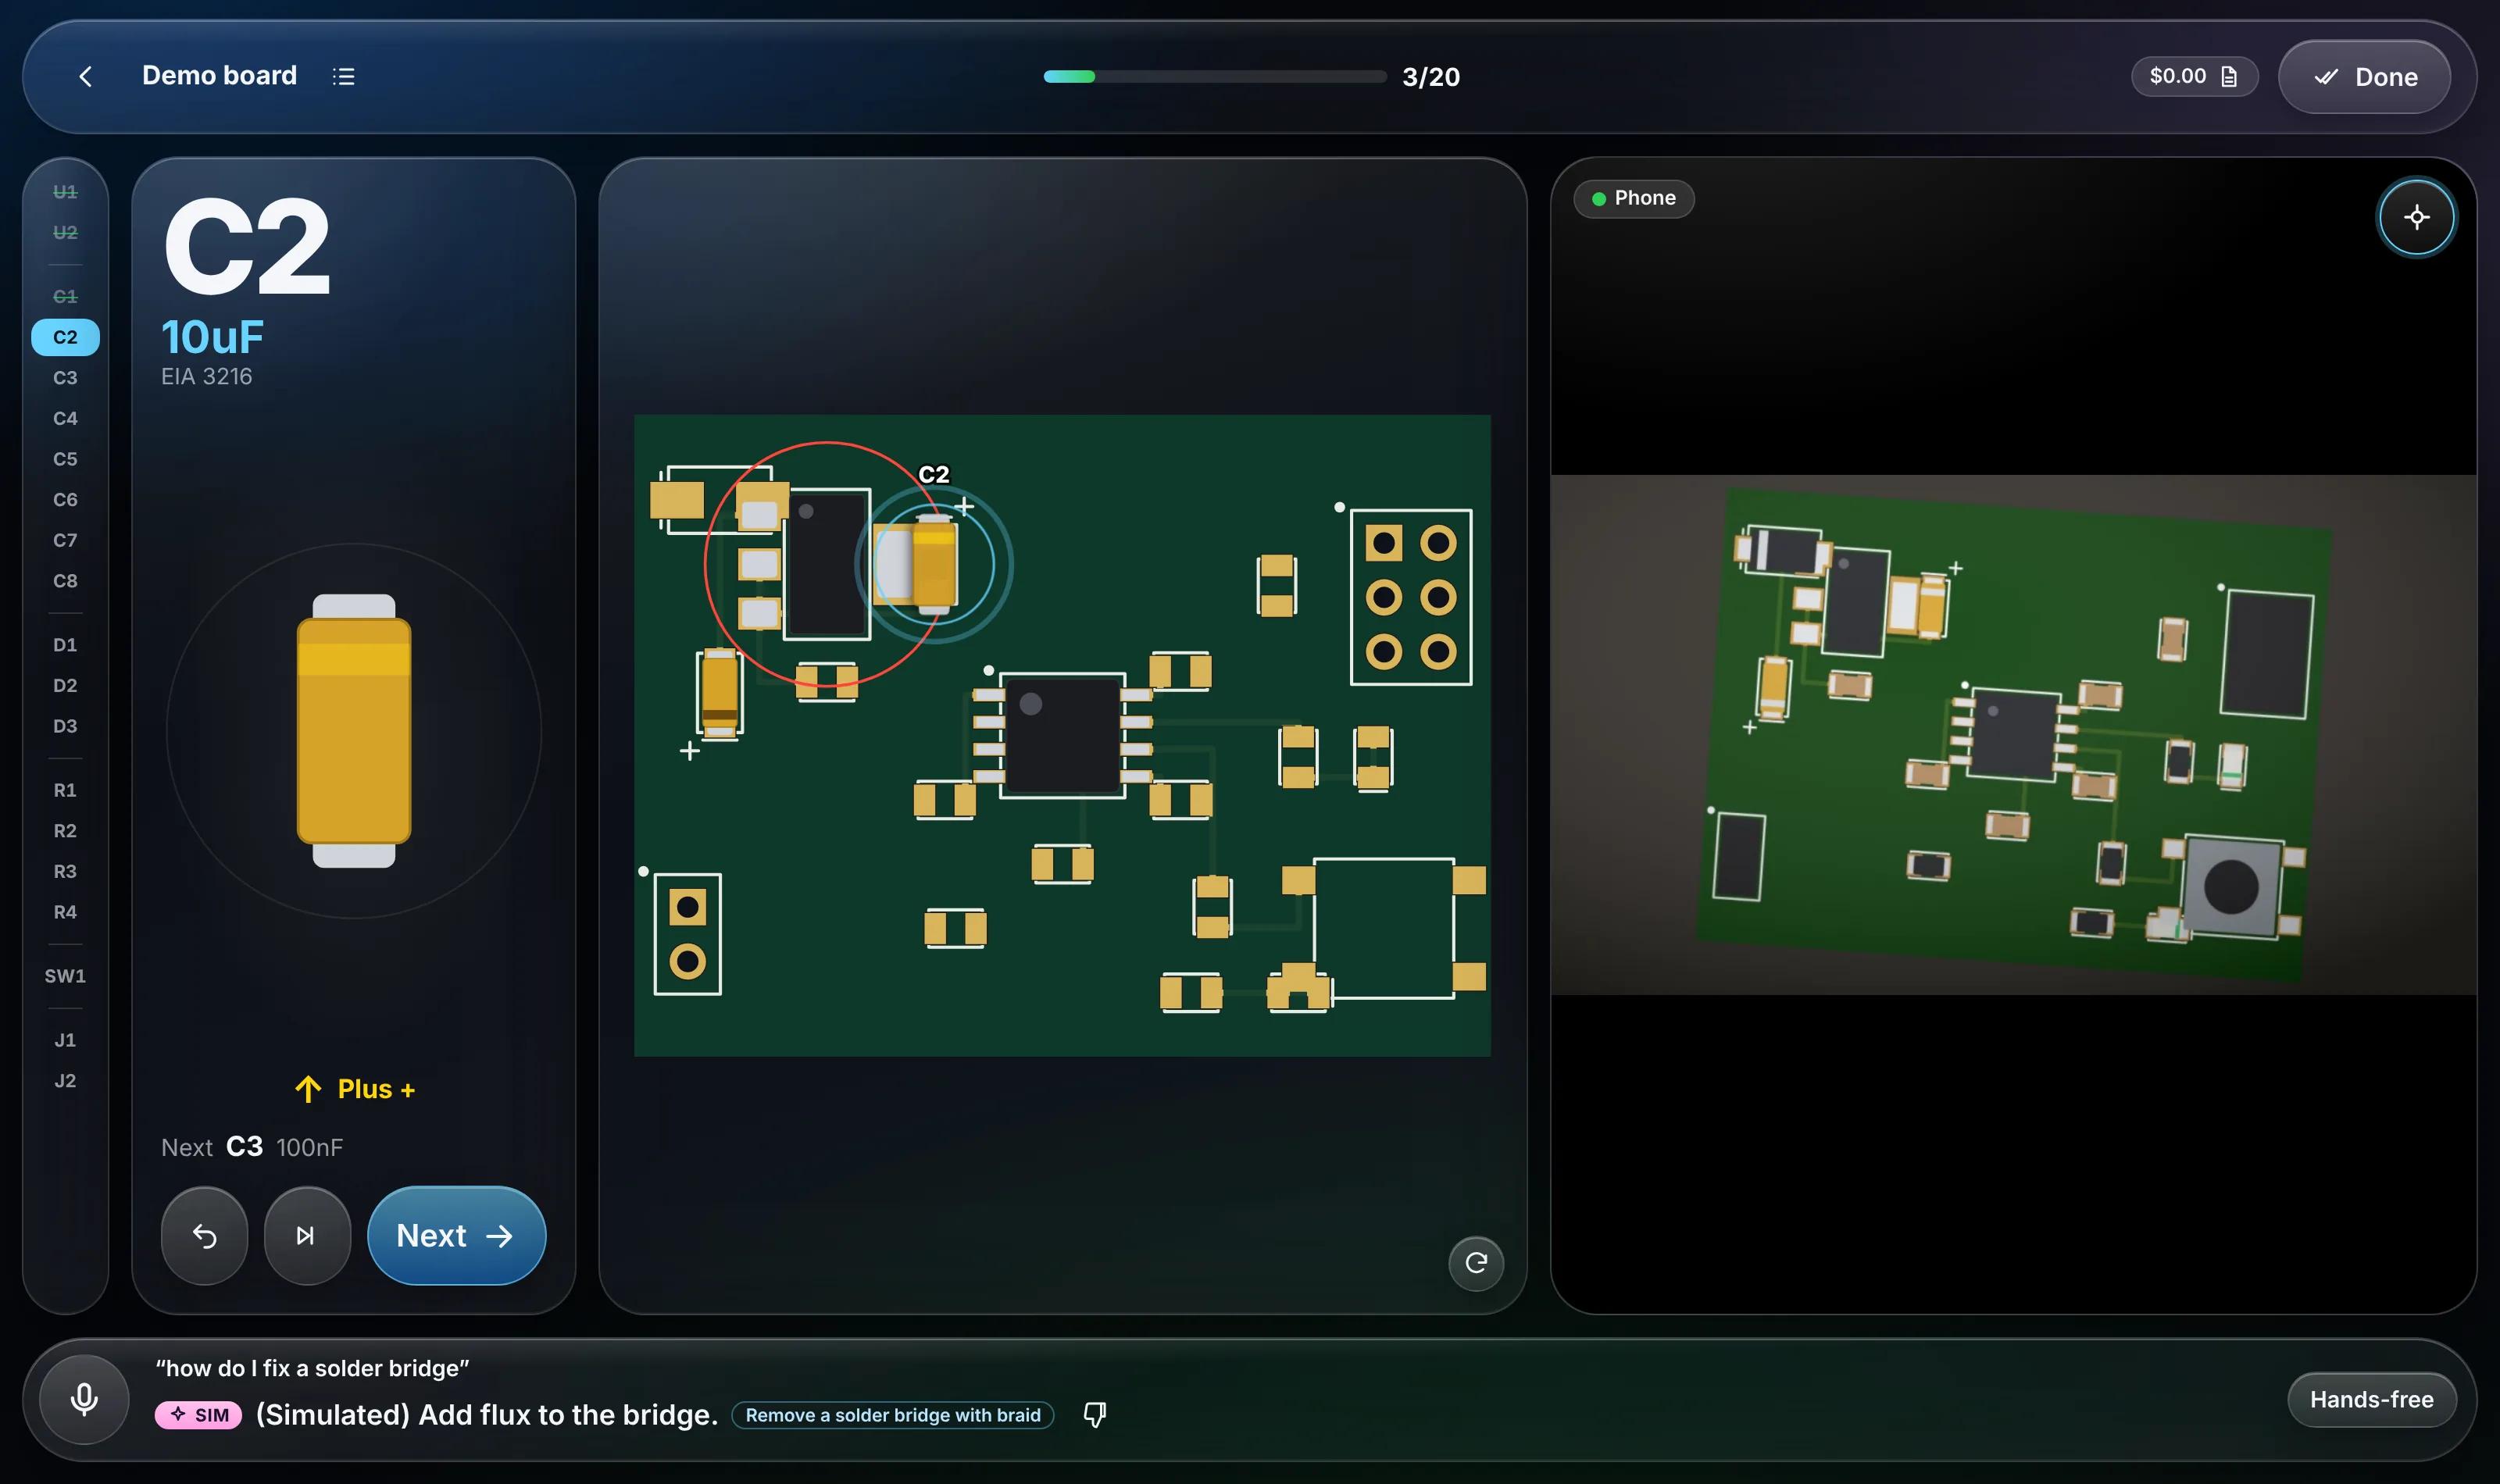 Demo board
3/20
$0.00
Done
U1
U2
C1
C2
C3
C4
C5
C6
C7
C8
D1
D2
D3
R1
R2
R3
R4
SW1
J1
J2
C2
10uF
EIA 3216
Plus +
Next C3 100nF
Next
C2
+
+
Phone
+
+
“how do I fix a solder bridge”
SIM (Simulated) Add flux to the bridge. Remove a solder bridge with braid
Hands-free